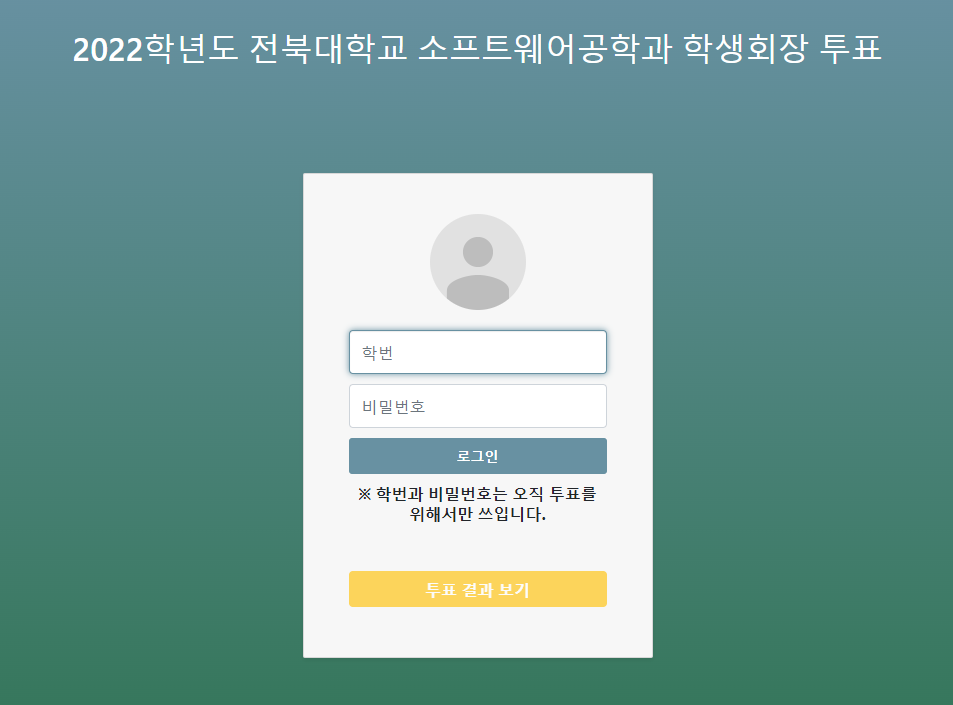 2022학년도 전북대학교 소프트웨어공학과 학생회장 투표
학번
비밀번호
로그인
※ 학번과 비밀번호는 오직 투표를
위해서만 쓰입니다.
투표 결과 보기